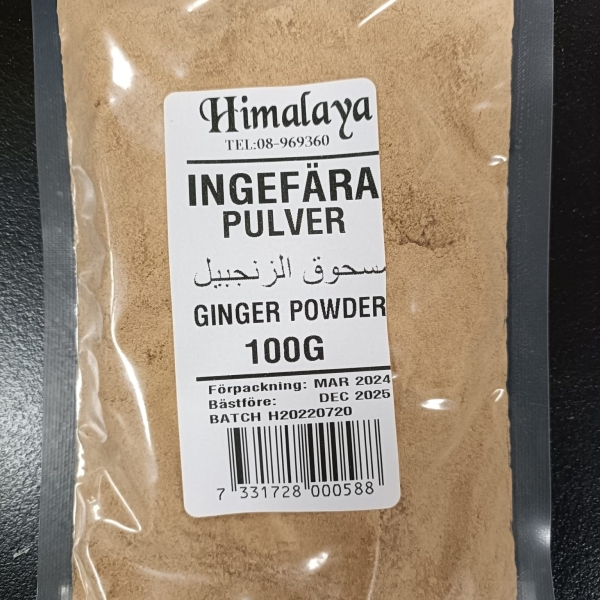 Himalaya
TEL:08-969360
INGEFÄRA
PULVER
مسحوق الزنجبيل
GINGER POWDER
100G
Förpackning: MAR 2024
Bästföre: DEC 2025
BATCH H20220720
7 331728 000588